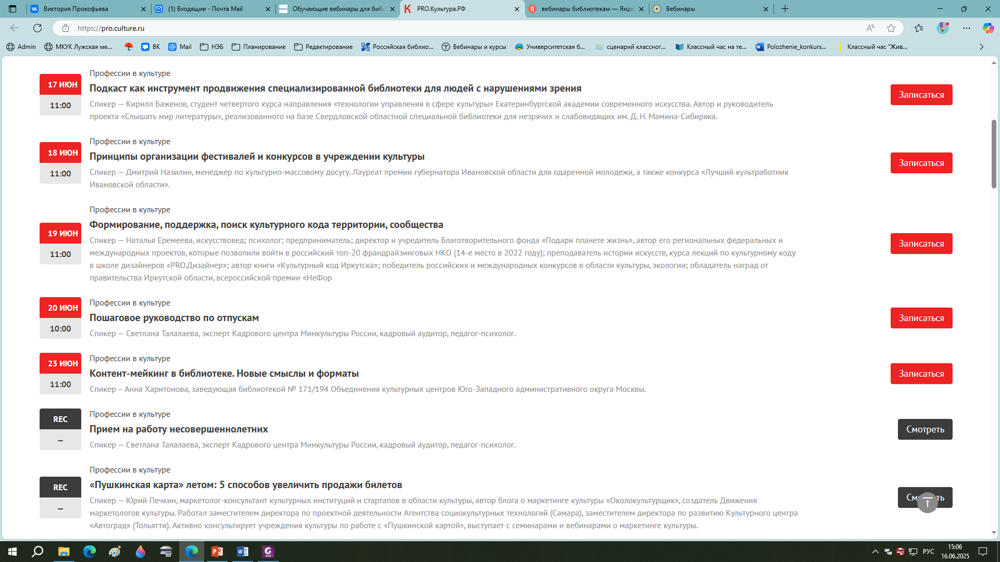 Виктория Прокофьева
(1) Входящие - Почта Mail
Обучающие вебинары для библ
PRO.Культура.РФ
вебинары библиотекам — Янде
Вебинары
https://pro.culture.ru
Admin
МКУК Лужская ме...
ВК
Mail
НЭБ
Планирование
Редактирование
Российская библио...
Вебинары и курсы
Университетская б...
сценарий классног...
Классный час на те...
Polozhenie_konkurs...
Классный час "Жив...
17 ИЮН
11:00
Профессии в культуре
Подкаст как инструмент продвижения специализированной библиотеки для людей с нарушениями зрения
Спикер — Кирилл Баженов, студент четвертого курса направления «технологии управления в сфере культуры» Екатеринбургской академии современного искусства. Автор и руководитель
проекта «Слышать мир литературы», реализованного на базе Свердловской областной специальной библиотеки для незрячих и слабовидящих им. Д. Н. Мамина-Сибиряка.
Записаться
18 ИЮН
11:00
Профессии в культуре
Принципы организации фестивалей и конкурсов в учреждении культуры
Спикер — Дмитрий Назилин, менеджер по культурно-массовому досугу. Лауреат премии губернатора Ивановской области для одаренной молодежи, а также конкурса «Лучший культработник
Ивановской области».
Записаться
19 ИЮН
11:00
Профессии в культуре
Формирование, поддержка, поиск культурного кода территории, сообщества
Спикер — Наталья Еремеева, искусствовед; психолог; предприниматель; директор и учредитель Благотворительного фонда «Подари планете жизнь», автор его региональных федеральных и
международных проектов, которые позволили войти в российский топ-20 франдрайзинговых НКО (14-е место в 2022 году); преподаватель истории искусств, курса лекций по культурному коду
в школе дизайнеров «PRO.Дизайнер»; автор книги «Культурный код Иркутска»; победитель российских и международных конкурсов в области культуры, экологии; обладатель наград от
правительства Иркутской области, всероссийской премии «НеФор
Записаться
20 ИЮН
10:00
Профессии в культуре
Пошаговое руководство по отпускам
Спикер — Светлана Талалаева, эксперт Кадрового центра Минкультуры России, кадровый аудитор, педагог-психолог.
Записаться
23 ИЮН
11:00
Профессии в культуре
Контент-мейкинг в библиотеке. Новые смыслы и форматы
Спикер – Анна Харитонова, заведующая библиотекой № 171/194 Объединения культурных центров Юго-Западного административного округа Москвы.
Записаться
REC
–
Профессии в культуре
Прием на работу несовершеннолетних
Спикер — Светлана Талалаева, эксперт Кадрового центра Минкультуры России, кадровый аудитор, педагог-психолог.
Смотреть
REC
–
Профессии в культуре
«Пушкинская карта» летом: 5 способов увеличить продажи билетов
Спикер — Юрий Печкин, маркетолог-консультант культурных институций и стартапов в области культуры, автор блога о маркетинге культуры «Околокультурщик», создатель Движения
маркетологов культуры. Работал заместителем директора по проектной деятельности Агентства социокультурных технологий (Самара), заместителем директора по развитию Культурного центра
«Автоград» (Тольятти). Активно консультирует учреждения культуры по работе с «Пушкинской картой», выступает с семинарами и вебинарами о маркетинге культуры.
РУС
15:06
16.06.2025